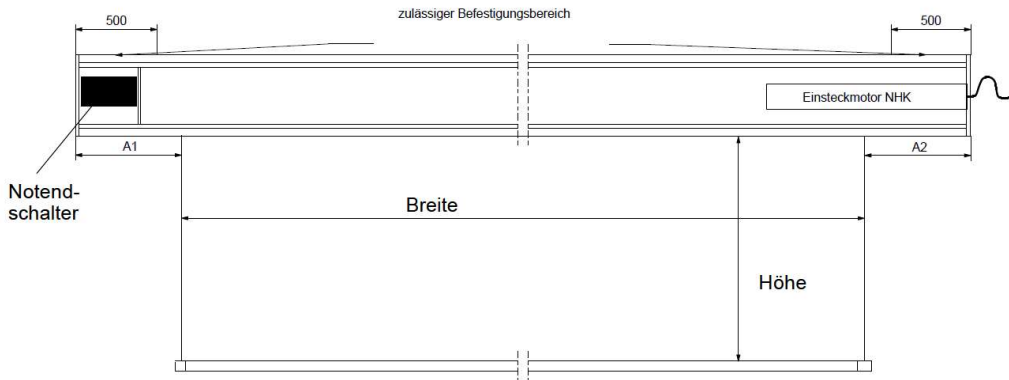 zulässiger Befestigungsbereich
500
500
Einsteckmotor NHK
A1
A2
Notend-
schalter
Breite
Höhe